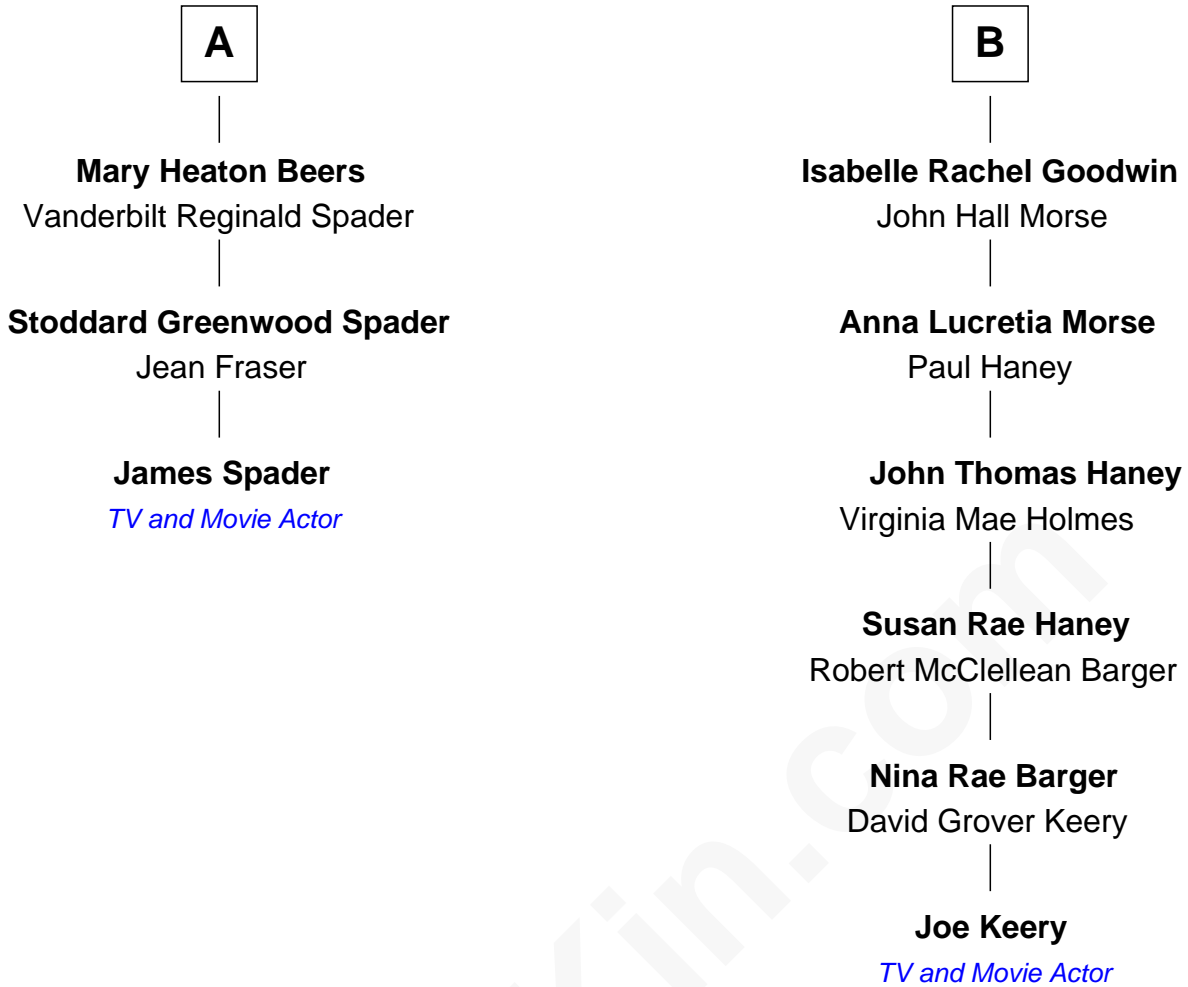 A
Mary Heaton Beers
Vanderbilt Reginald Spader
Stoddard Greenwood Spader
Jean Fraser
James Spader
TV and Movie Actor
B
Isabelle Rachel Goodwin
John Hall Morse
Anna Lucretia Morse
Paul Haney
John Thomas Haney
Virginia Mae Holmes
Susan Rae Haney
Robert McClellean Barger
Nina Rae Barger
David Grover Keery
Joe Keery
TV and Movie Actor
Kin.com